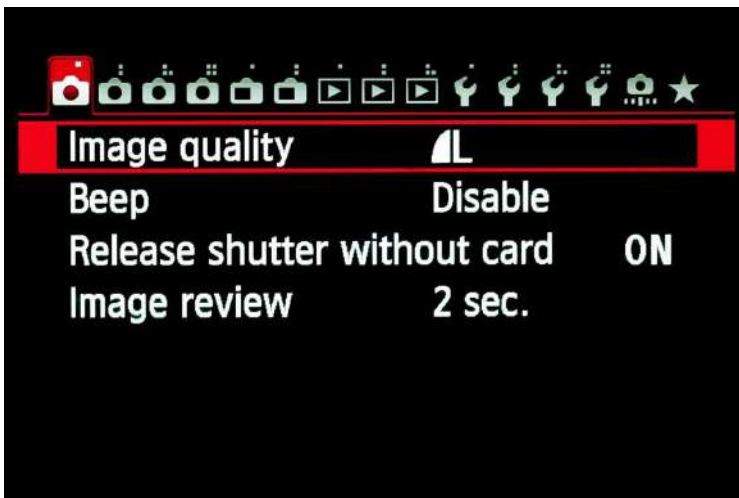 Image quality L
Beep Disable
Release shutter without card ON
Image review 2 sec.